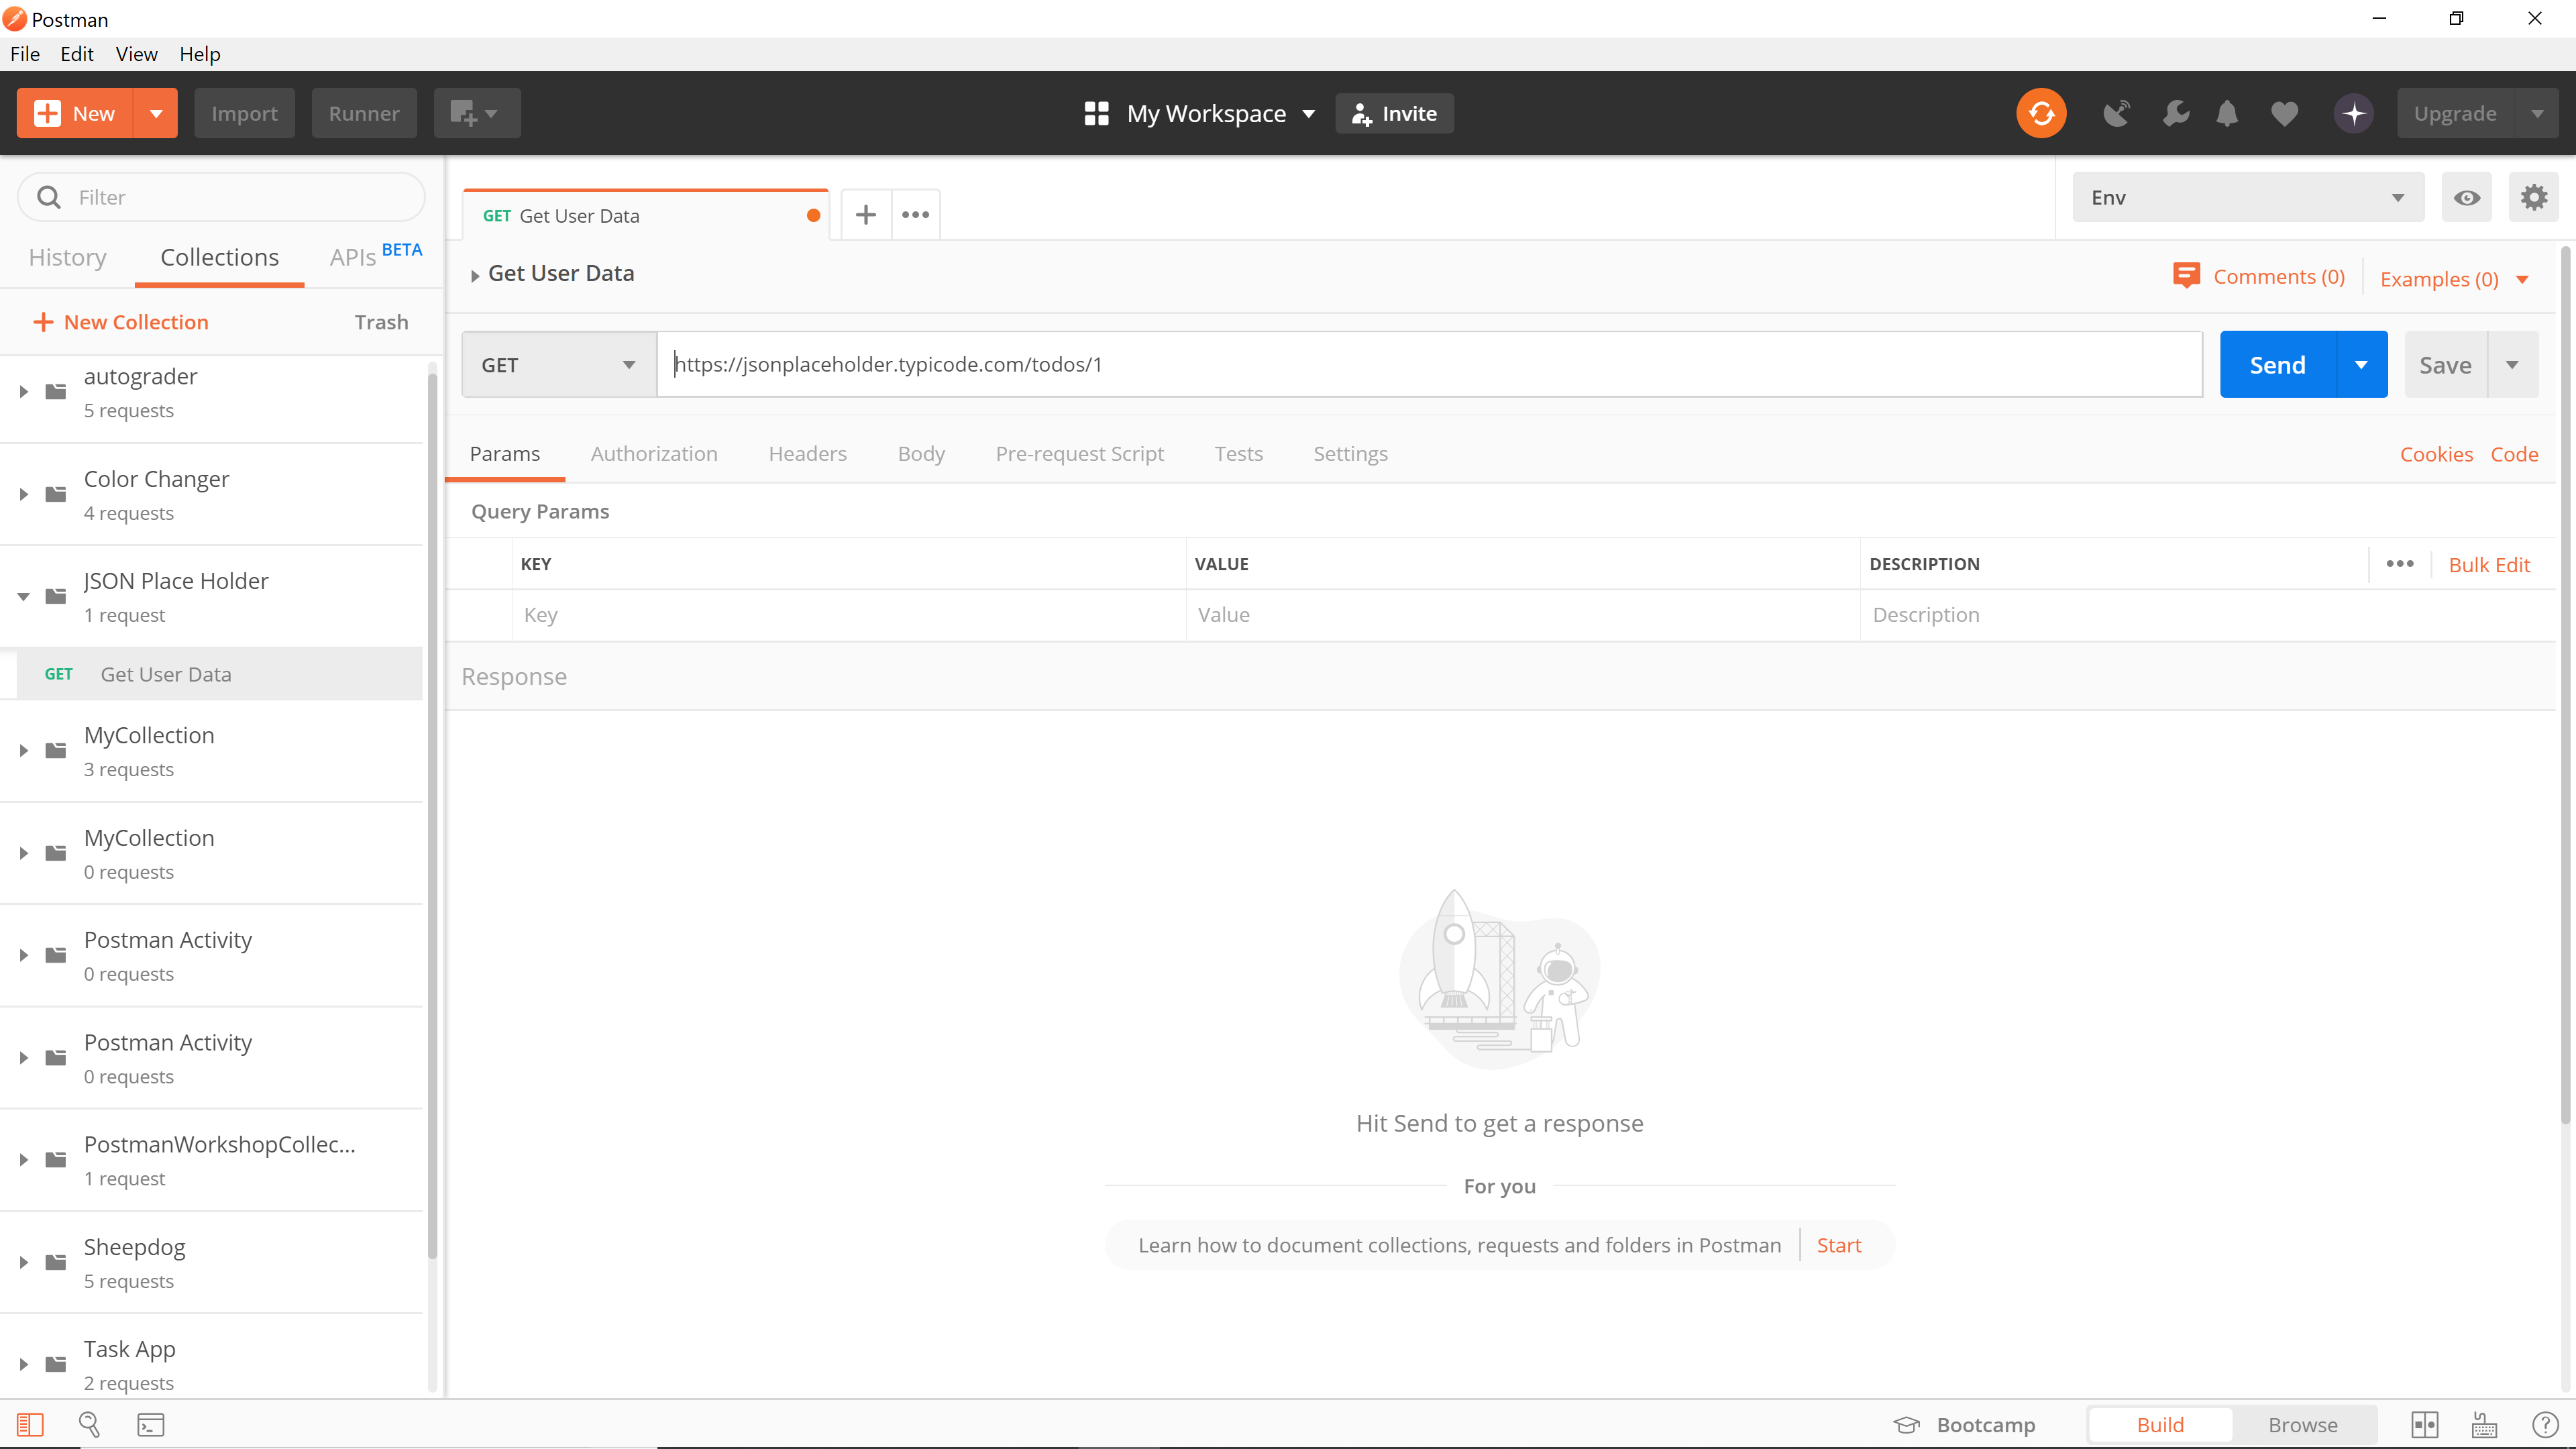 Postman
File Edit View Help
New Import Runner My Workspace Invite Upgrade
Filter
History Collections APIs BETA
New Collection Trash
autograder
5 requests
Color Changer
4 requests
JSON Place Holder
1 request
GET Get User Data
MyCollection
3 requests
MyCollection
0 requests
Postman Activity
0 requests
Postman Activity
0 requests
PostmanWorkshopCollec...
1 request
Sheepdog
5 requests
Task App
2 requests
GET Get User Data
Env
Get User Data
Comments (0) Examples (0)
GET https://jsonplaceholder.typicode.com/todos/1 Send Save
Params Authorization Headers Body Pre-request Script Tests Settings Cookies Code
Query Params
KEY VALUE DESCRIPTION Bulk Edit
Key Value Description
Response
Hit Send to get a response
For you
Learn how to document collections, requests and folders in Postman Start
Bootcamp Build Browse